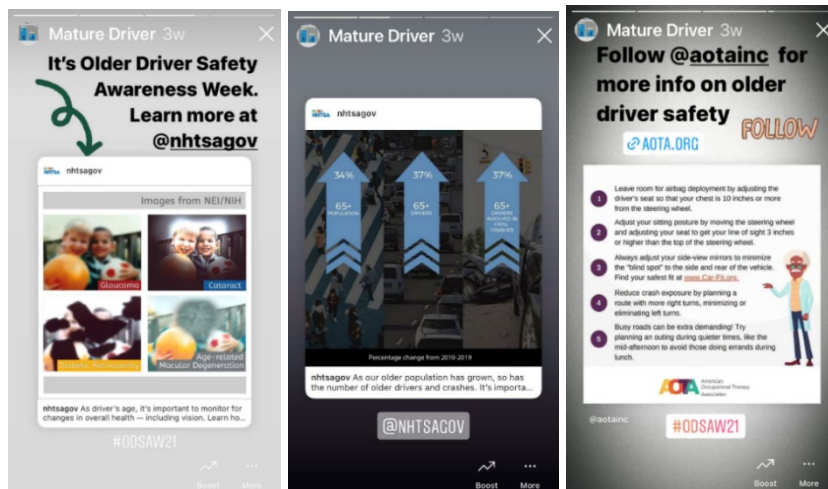 Mature Driver 3w
It's Older Driver Safety
Awareness Week.
Learn more at
@nhtsagov
nhtsagov
Images from NEI/NIH
Glaucoma
Cataract
Diabetic Retinopathy
Age-related
Macular Degeneration
nhtsagov As driver's age, it's important to monitor for
changes in overall health — including vision. Learn ho...
#ODSAW21
Boost
More
Mature Driver 3w
nhtsagov
34%
65+
POPULATION
37%
65+
DRIVERS
37%
65+
DRIVERS
INVOLVED IN
FATAL
CRASHES
Percentage change from 2010-2019
nhtsagov As our older population has grown, so has
the number of older drivers and crashes. It's importa...
@NHTSAGOV
Boost
More
Mature Driver 3w
Follow @aotainc for
more info on older
driver safety
FOLLOW
AOTA.ORG
1
Leave room for airbag deployment by adjusting the
driver's seat so that your chest is 10 inches or more
from the steering wheel.
2
Adjust your sitting posture by moving the steering wheel
and adjusting your seat to get your line of sight 3 inches
or higher than the top of the steering wheel.
3
Always adjust your side-view mirrors to minimize
the "blind spot" to the side and rear of the vehicle.
Find your safest fit at www.Car-Fit.org.
4
Reduce crash exposure by planning a
route with more right turns, minimizing or
eliminating left turns.
5
Busy roads can be extra demanding! Try
planning an outing during quieter times, like the
mid-afternoon to avoid those doing errands during
lunch.
AOTA
American
Occupational Therapy
Association
@aotainc
#ODSAW21
Boost
More